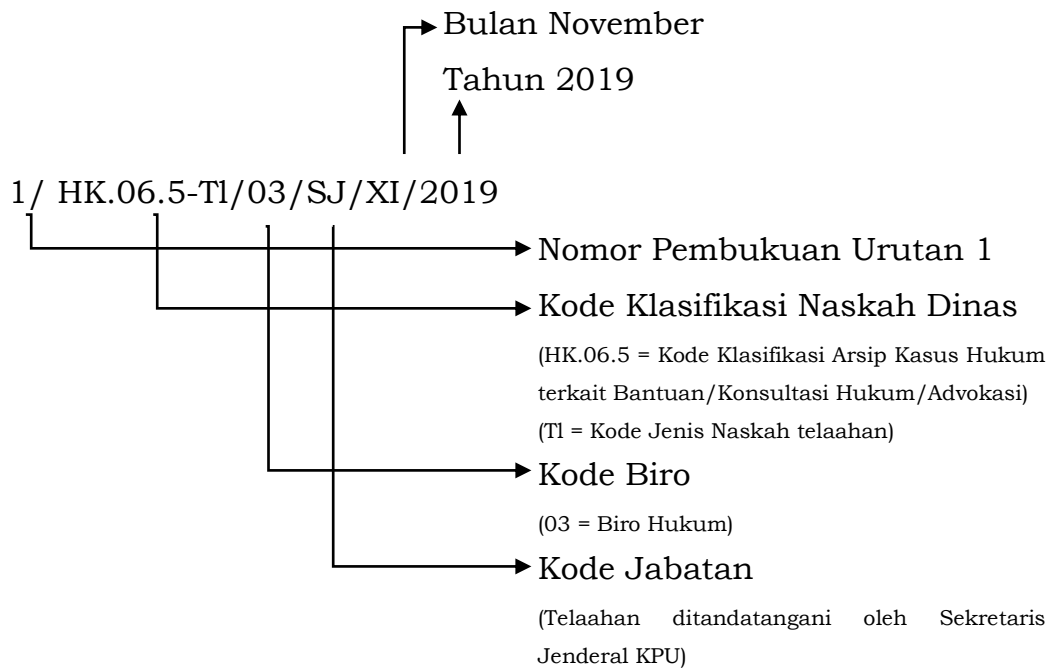 Bulan November
Tahun 2019
1/ HK.06.5-Tl/03/SJ/XI/2019
Nomor Pembukuan Urutan 1
Kode Klasifikasi Naskah Dinas
(HK.06.5 = Kode Klasifikasi Arsip Kasus Hukum
terkait Bantuan/Konsultasi Hukum/Advokasi)
(Tl = Kode Jenis Naskah telaahan)
Kode Biro
(03 = Biro Hukum)
Kode Jabatan
(Telaahan ditandatangani oleh Sekretaris
Jenderal KPU)